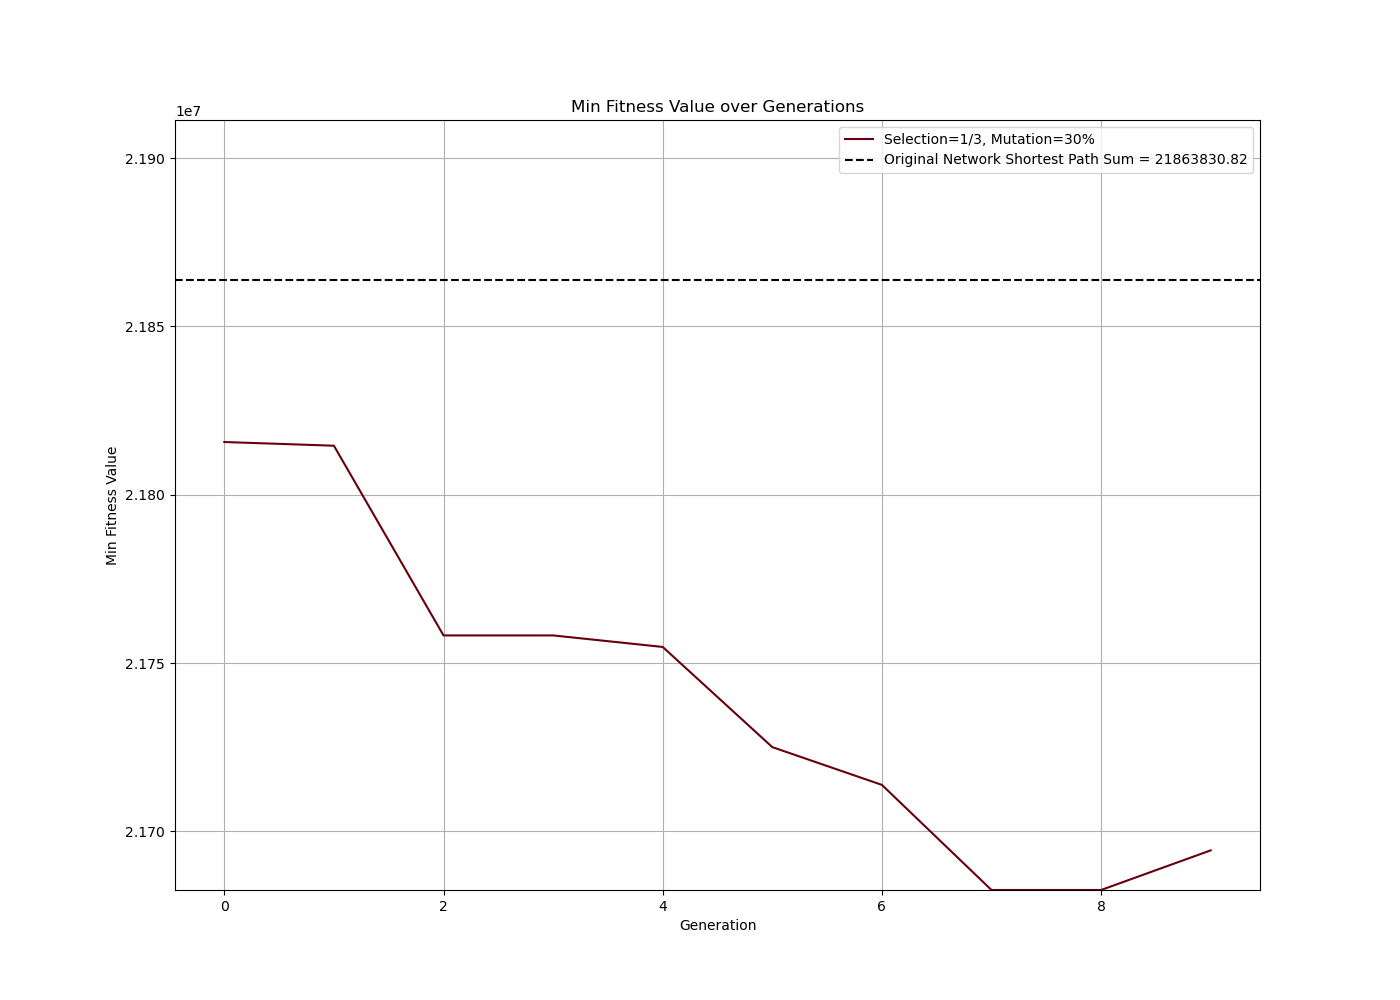 Min Fitness Value over Generations
1e7
Selection=1/3, Mutation=30%
Original Network Shortest Path Sum = 21863830.82
2.190
2.185
2.180
2.175
2.170
Min Fitness Value
0 2 4 6 8
Generation